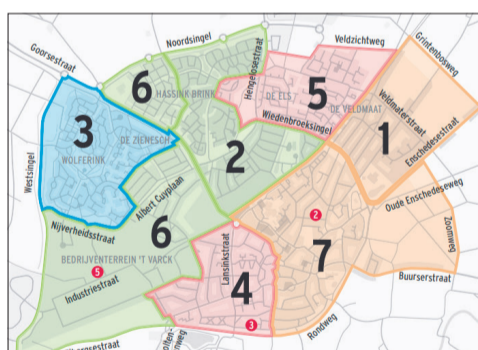 Goorsestraat
Noordsingel
Hengelosestraat
Veldzichtweg
Grintenbosweg
6
HASSINK BRINK
DE ELS
5
DE VELDMAAT
Veldmaterstraat
Enschedesestraat
1
3
WOLFERINK
DE ZIENESCH
Wiedenbroeksingel
2
Westsingel
Albert Cuyplaan
Oude Enschedeseweg
Nijverheidsstraat
6
2
7
Zoomweg
BEDRIJVENTERREIN 'T VARCK
5
Industriestraat
Lansinkstraat
4
3
Buurserstraat
Rondweg